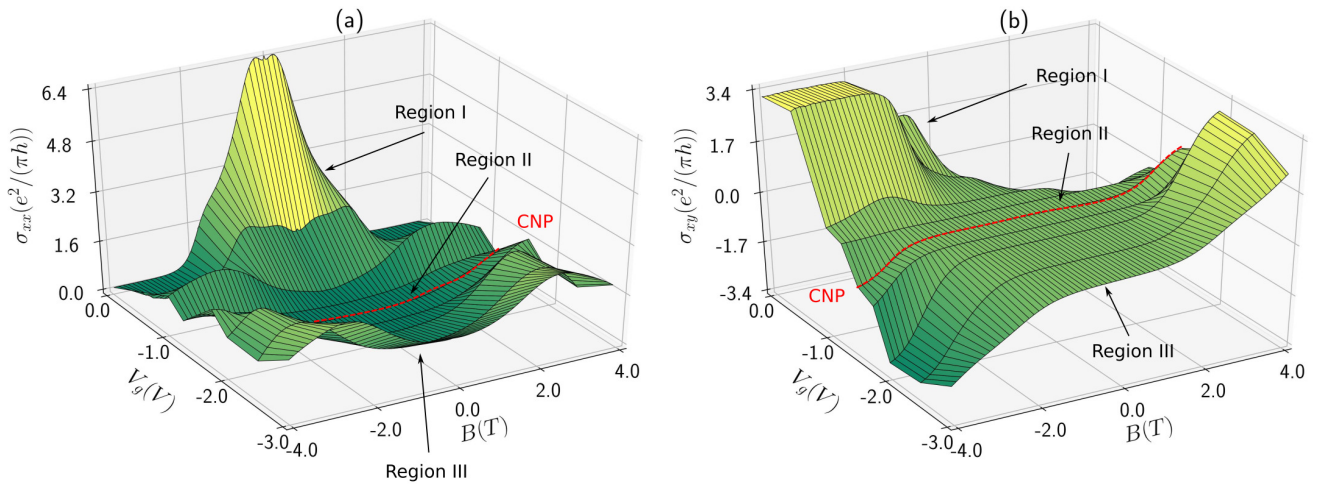 (a)
σxx(e²/(πh))
6.4
4.8
3.2
1.6
0.0
0.0
-1.0
-2.0
-3.0
Vg(V)
-4.0
-2.0
0.0
2.0
4.0
B(T)
Region I
Region II
CNP
Region III
(b)
σxy(e²/(πh))
3.4
1.7
0.0
-1.7
-3.4
0.0
-1.0
-2.0
-3.0
Vg(V)
-4.0
-2.0
0.0
2.0
4.0
B(T)
Region I
Region II
CNP
Region III